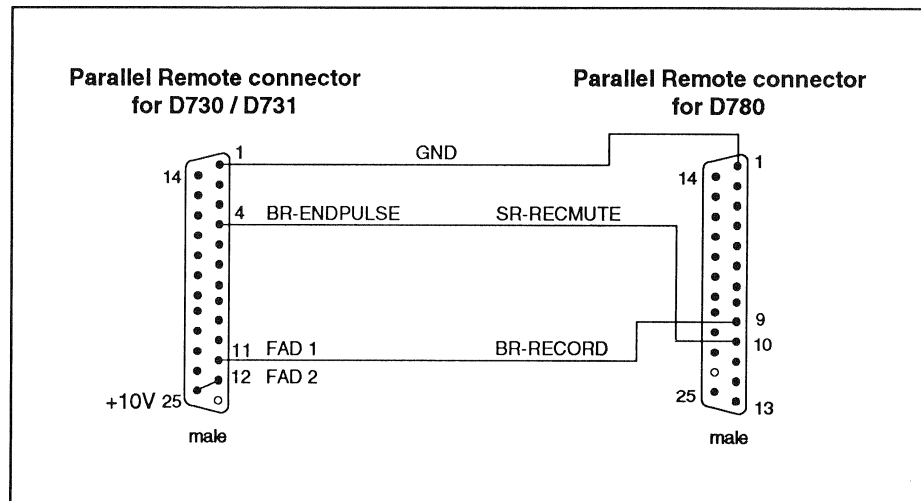 Parallel Remote connector
for D730 / D731
Parallel Remote connector
for D780
1
GND
1
14
14
4
BR-ENDPULSE
SR-RECMUTE
9
11
FAD 1
BR-RECORD
10
12
FAD 2
+10V
25
25
13
male
male